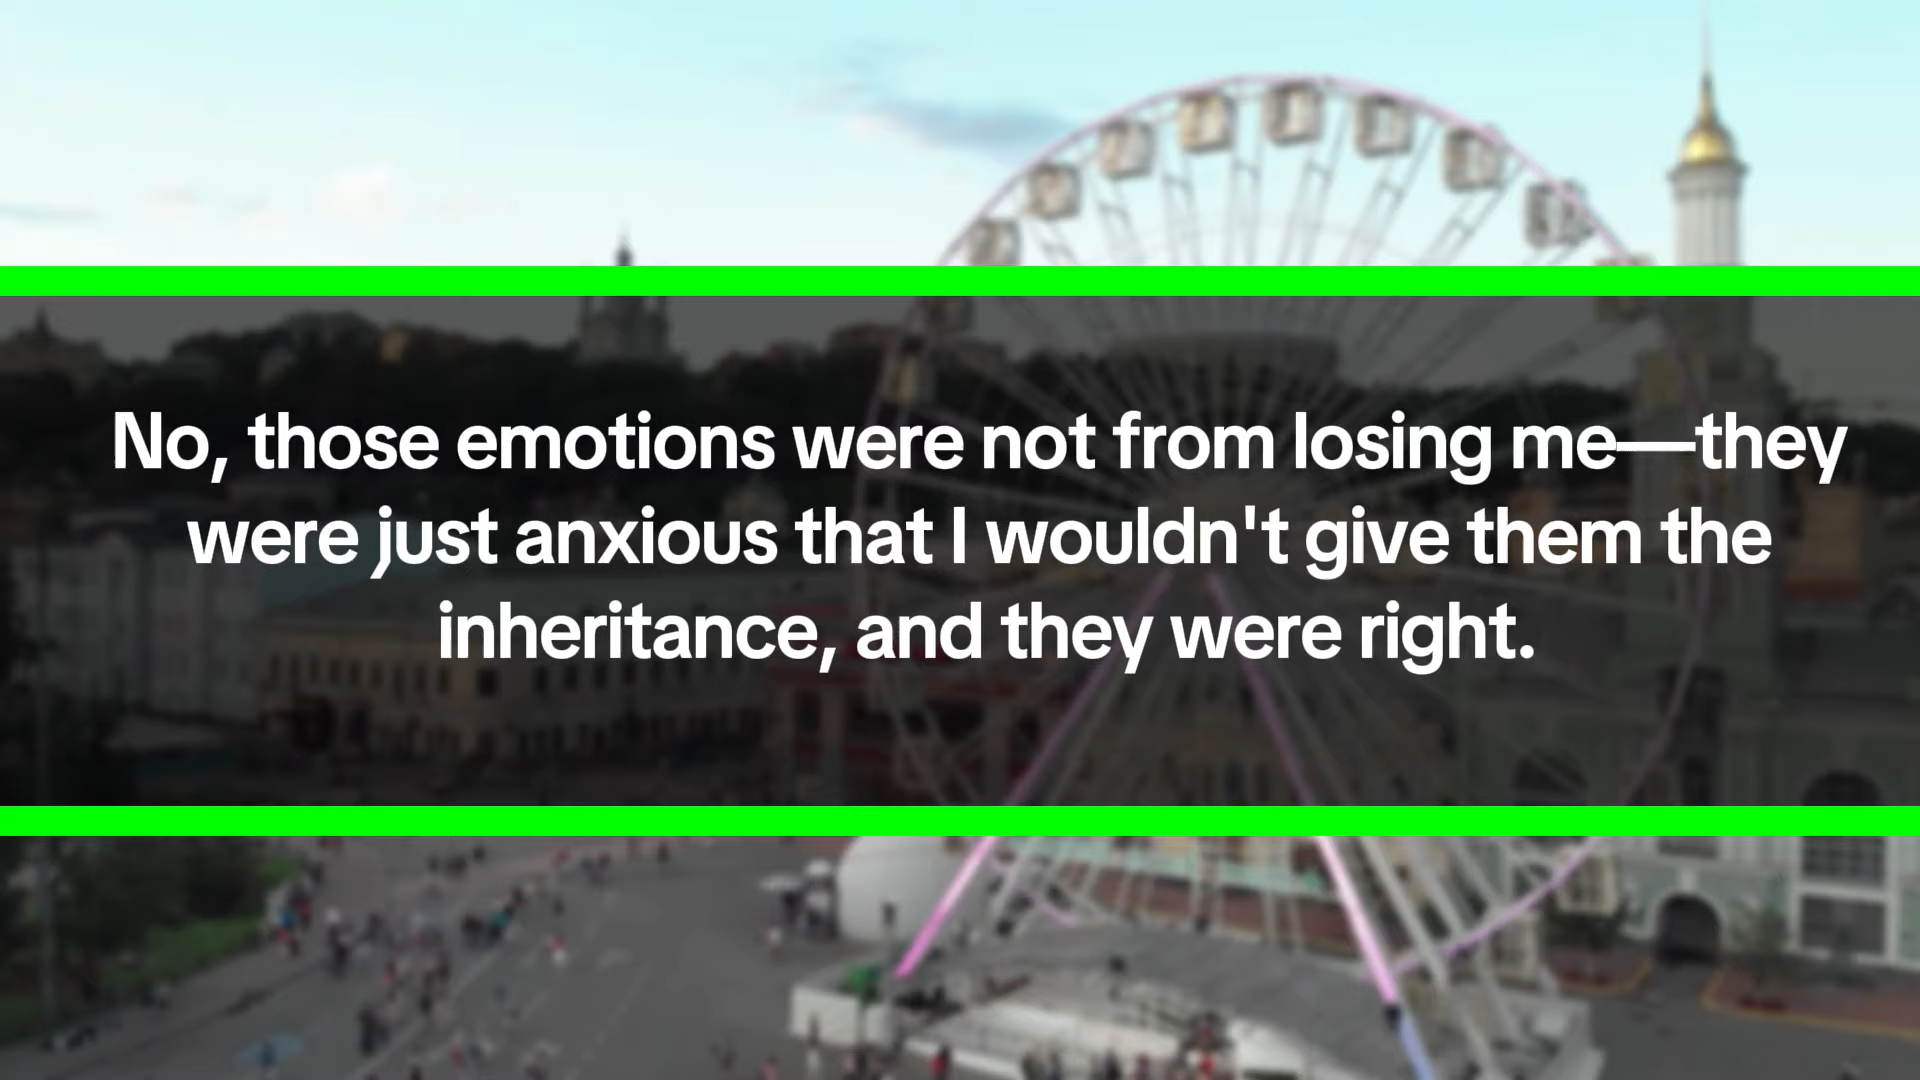 No, those emotions were not from losing me—they
were just anxious that I wouldn't give them the
inheritance, and they were right.